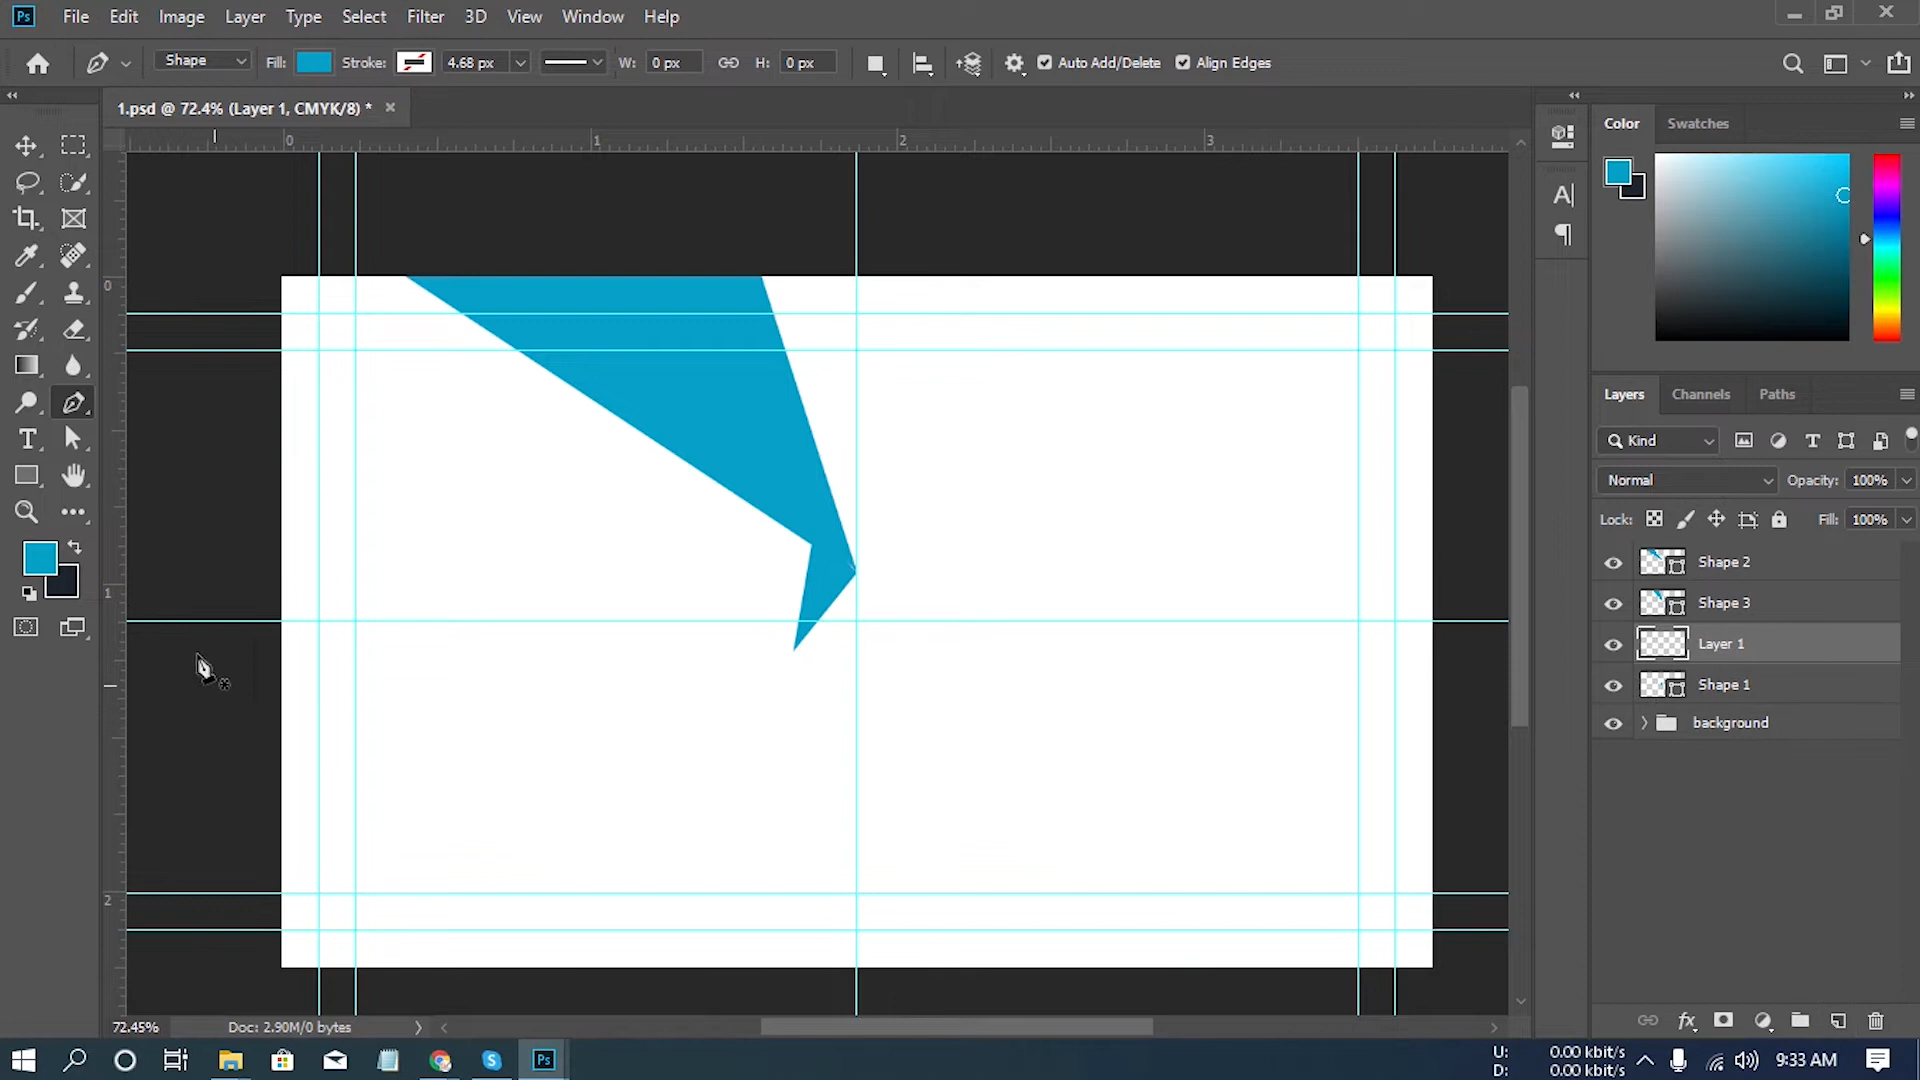 Ps File Edit Image Layer Type Select Filter 3D View Window Help
Shape Fill: Stroke: 4.68 px W: 0 px H: 0 px Auto Add/Delete Align Edges
1.psd @ 72.4% (Layer 1, CMYK/8) *
0 1 2 3
0
1
2
Color Swatches
Layers Channels Paths
Kind
Normal Opacity: 100%
Lock: Fill: 100%
Shape 2
Shape 3
Layer 1
Shape 1
background
fx
72.45% Doc: 2.90M/0 bytes
U: 0.00 kbit/s
D: 0.00 kbit/s
9:33 AM